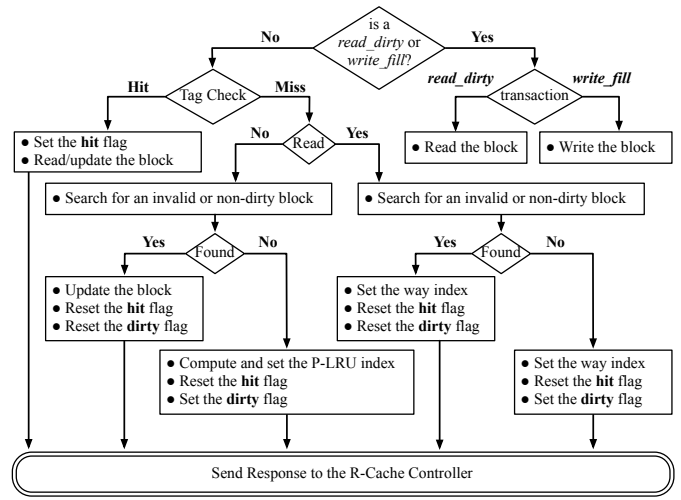 is a
read_dirty or
write_fill?
No
Yes
Tag Check
read_dirty
transaction
write_fill
Hit
Miss
● Set the hit flag
● Read/update the block
No
Read
Yes
● Read the block
● Write the block
● Search for an invalid or non-dirty block
● Search for an invalid or non-dirty block
Yes
Found
No
Yes
Found
No
● Update the block
● Reset the hit flag
● Reset the dirty flag
● Set the way index
● Reset the hit flag
● Reset the dirty flag
● Compute and set the P-LRU index
● Reset the hit flag
● Set the dirty flag
● Set the way index
● Reset the hit flag
● Set the dirty flag
Send Response to the R-Cache Controller